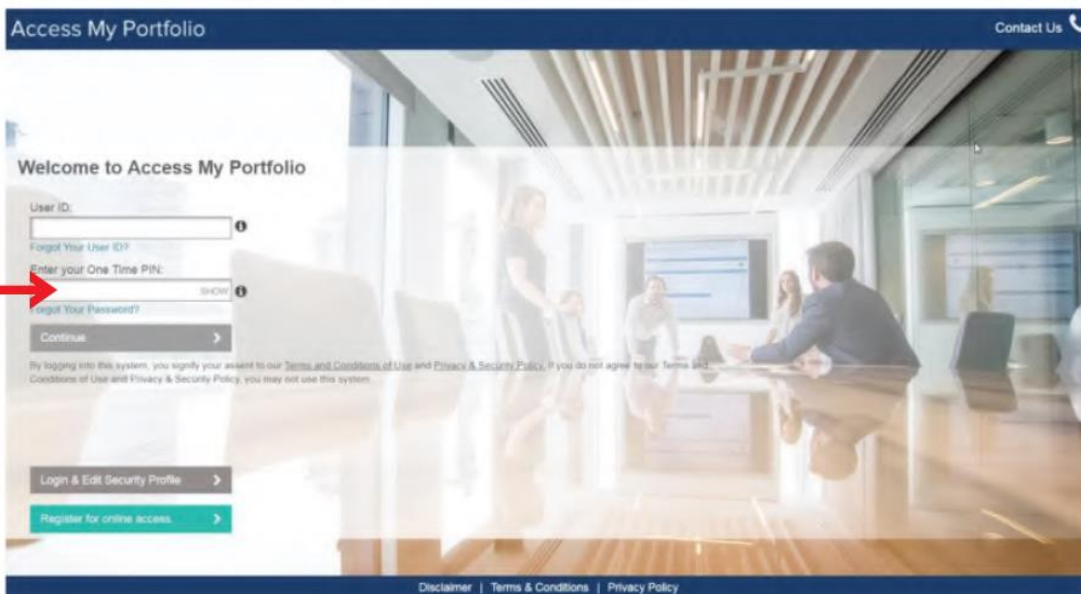 Access My Portfolio
Contact Us
Welcome to Access My Portfolio
User ID:
Forgot Your User ID?
Enter your One Time PIN:
SHOW
Forgot Your Password?
Continue
By logging into this system, you signify your assent to our Terms and Conditions of Use and Privacy & Security Policy. If you do not agree to our Terms and
Conditions of Use and Privacy & Security Policy, you may not use this system.
Login & Edit Security Profile
Register for online access.
Disclaimer | Terms & Conditions | Privacy Policy